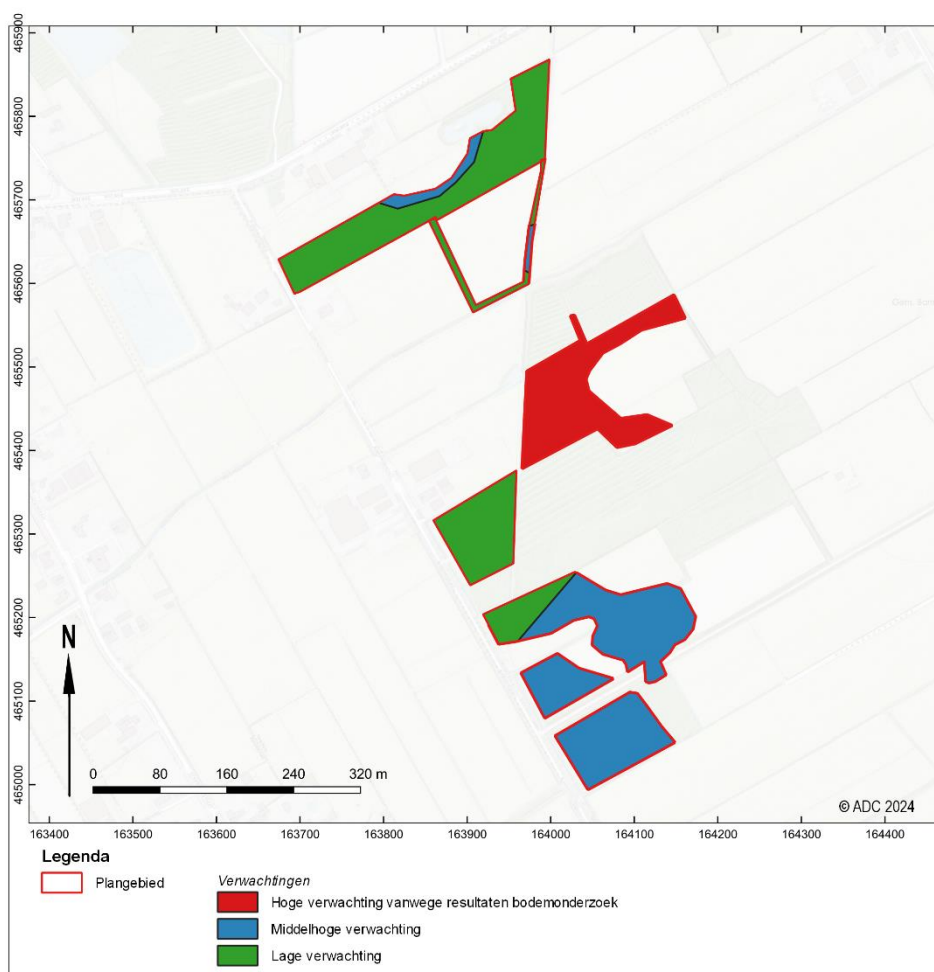 465900
465800
465700
465600
465500
465400
465300
465200
465100
465000
N
0 80 160 240 320 m
© ADC 2024
163400 163500 163600 163700 163800 163900 164000 164100 164200 164300 164400
Legenda
Plangebied
Verwachtingen
Hoge verwachting vanwege resultaten bodemonderzoek
Middelhoge verwachting
Lage verwachting